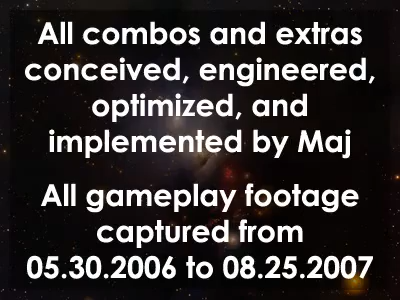 All combos and extras
conceived, engineered,
optimized, and
implemented by Maj
All gameplay footage
captured from
05.30.2006 to 08.25.2007